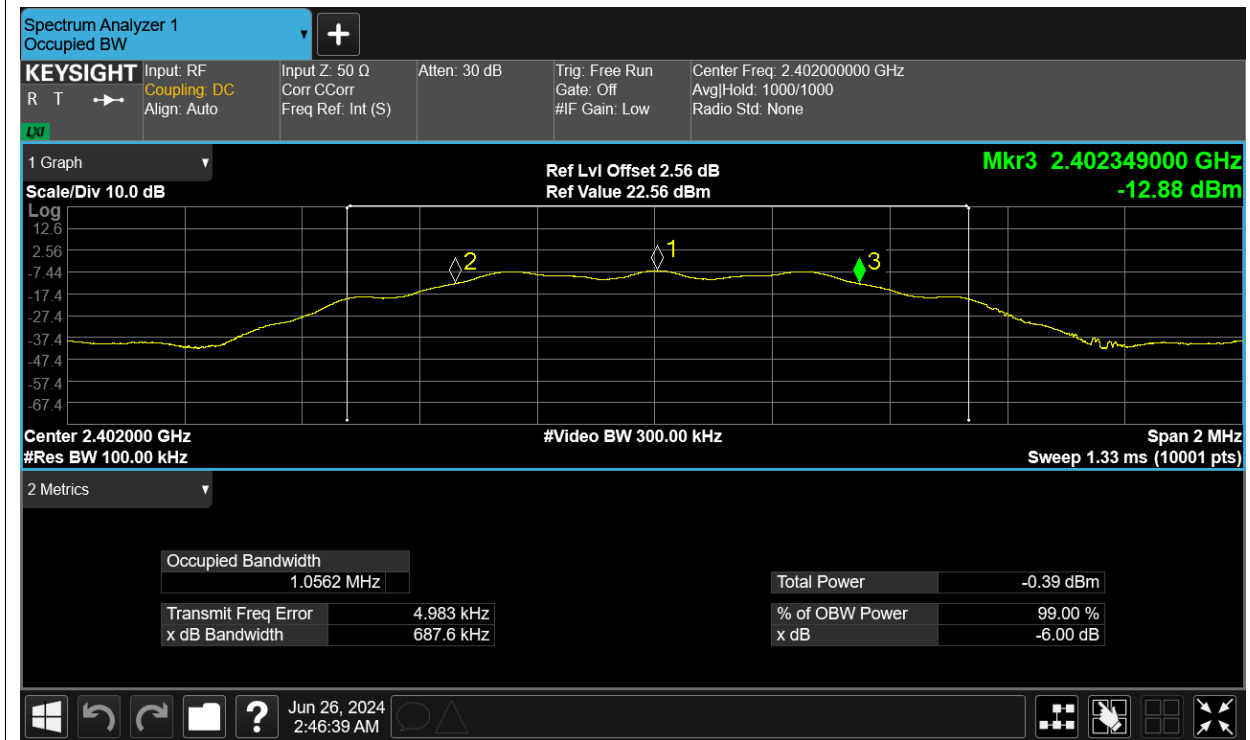 Spectrum Analyzer 1
Occupied BW
KEYSIGHT
R T
LXI
Input: RF
Coupling: DC
Align: Auto
Input Z: 50 Ω
Corr CCorr
Freq Ref: Int (S)
Atten: 30 dB
Trig: Free Run
Gate: Off
#IF Gain: Low
Center Freq: 2.402000000 GHz
Avg|Hold: 1000/1000
Radio Std: None
1 Graph
Scale/Div 10.0 dB
Ref Lvl Offset 2.56 dB
Ref Value 22.56 dBm
Mkr3 2.402349000 GHz
-12.88 dBm
Log
12.6
2.56
-7.44
-17.4
-27.4
-37.4
-47.4
-57.4
-67.4
2
1
3
Center 2.402000 GHz
#Res BW 100.00 kHz
#Video BW 300.00 kHz
Span 2 MHz
Sweep 1.33 ms (10001 pts)
2 Metrics
Occupied Bandwidth
1.0562 MHz
Transmit Freq Error 4.983 kHz
x dB Bandwidth 687.6 kHz
Total Power -0.39 dBm
% of OBW Power 99.00 %
x dB -6.00 dB
?
Jun 26, 2024
2:46:39 AM